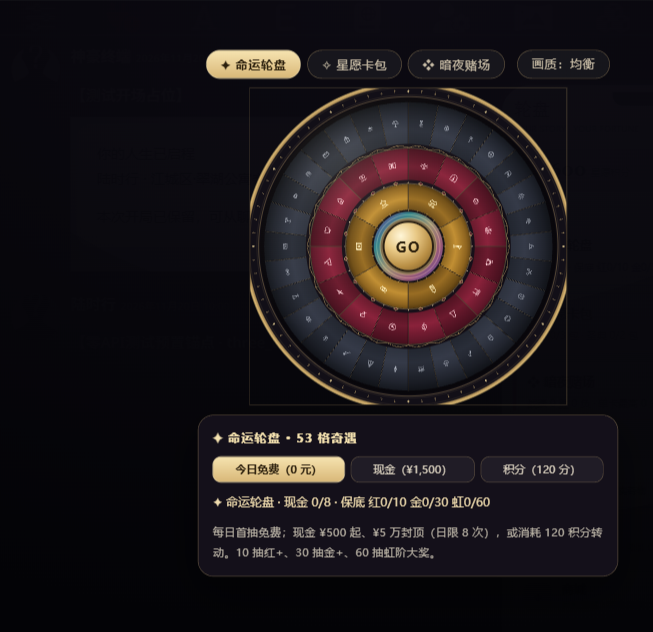 ✦ 命运轮盘
✧ 星愿卡包
❖ 暗夜赌场
画质：均衡
GO
✦ 命运轮盘 · 53 格奇遇
今日免费（0 元）
现金（¥1,500）
积分（120 分）
✦ 命运轮盘 · 现金 0/8 · 保底 红0/10 金0/30 虹0/60
每日首抽免费；现金 ¥500 起、¥5 万封顶（日限 8 次），或消耗 120 积分转
动。10 抽红+、30 抽金+、60 抽虹阶大奖。